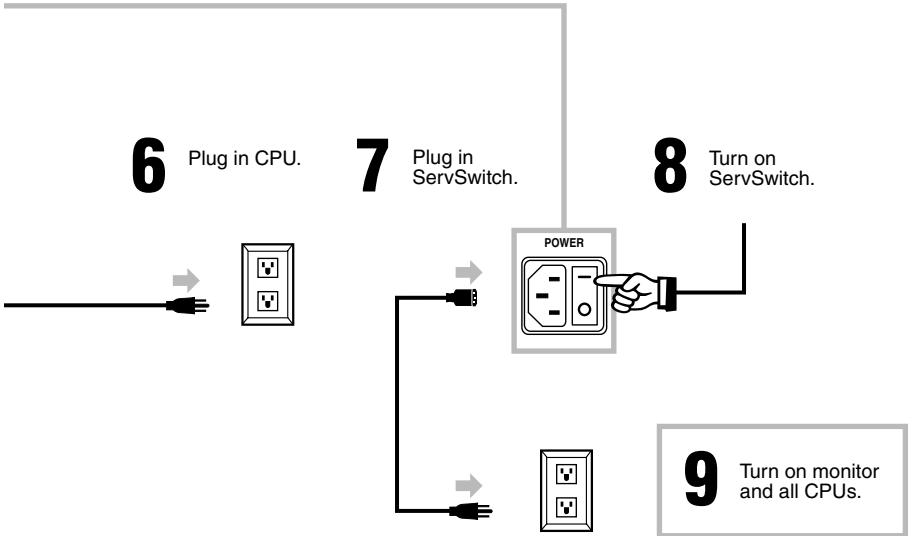 6 Plug in CPU.
7 Plug in
ServSwitch.
8 Turn on
ServSwitch.
POWER
9 Turn on monitor
and all CPUs.